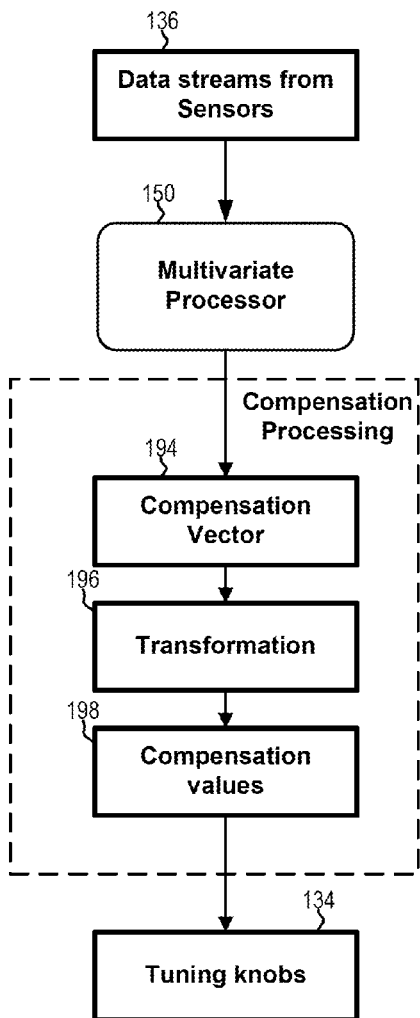 136
Data streams from
Sensors
150
Multivariate
Processor
Compensation
Processing
194
Compensation
Vector
196
Transformation
198
Compensation
values
134
Tuning knobs